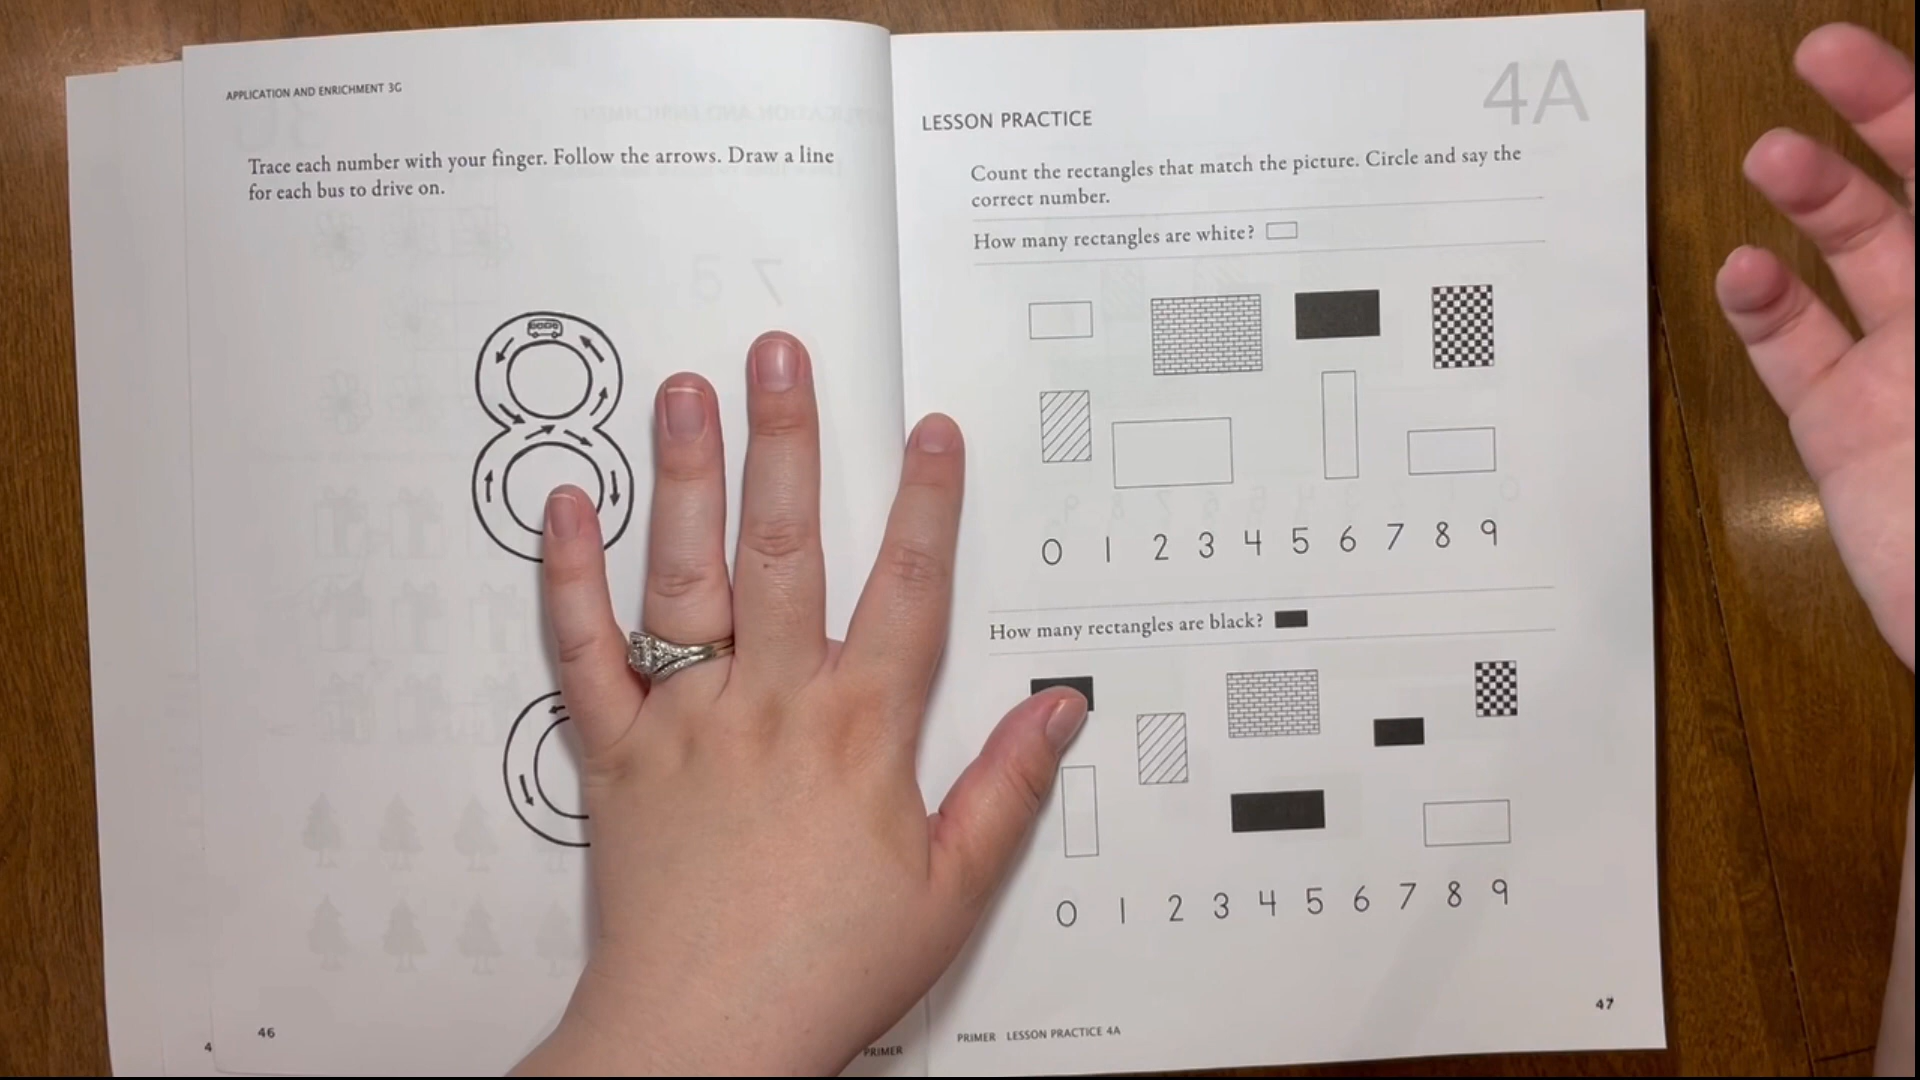 APPLICATION AND ENRICHMENT 3G
Trace each number with your finger. Follow the arrows. Draw a line
for each bus to drive on.
46
4
PRIMER
4A
LESSON PRACTICE
Count the rectangles that match the picture. Circle and say the
correct number.
How many rectangles are white?
0 1 2 3 4 5 6 7 8 9
How many rectangles are black?
0 1 2 3 4 5 6 7 8 9
PRIMER LESSON PRACTICE 4A
47